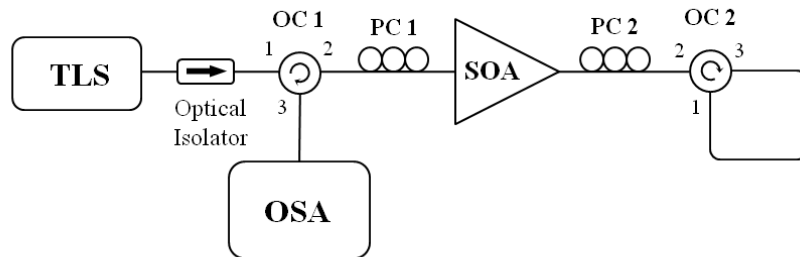 OC 1
PC 1
PC 2
OC 2
1
2
2
3
TLS
SOA
Optical
Isolator
3
1
OSA